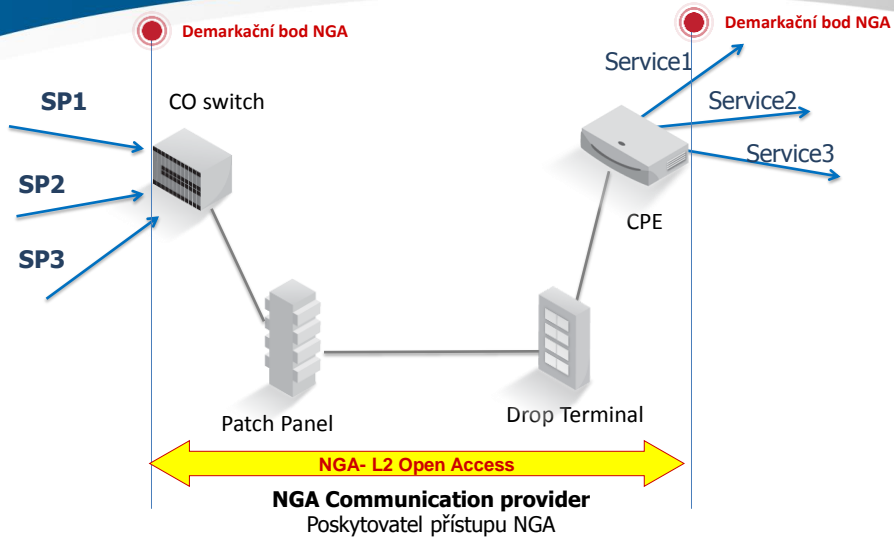 Demarkační bod NGA
Demarkační bod NGA
Service1
SP1
CO switch
Service2
Service3
SP2
CPE
SP3
Patch Panel
Drop Terminal
NGA- L2 Open Access
NGA Communication provider
Poskytovatel přístupu NGA